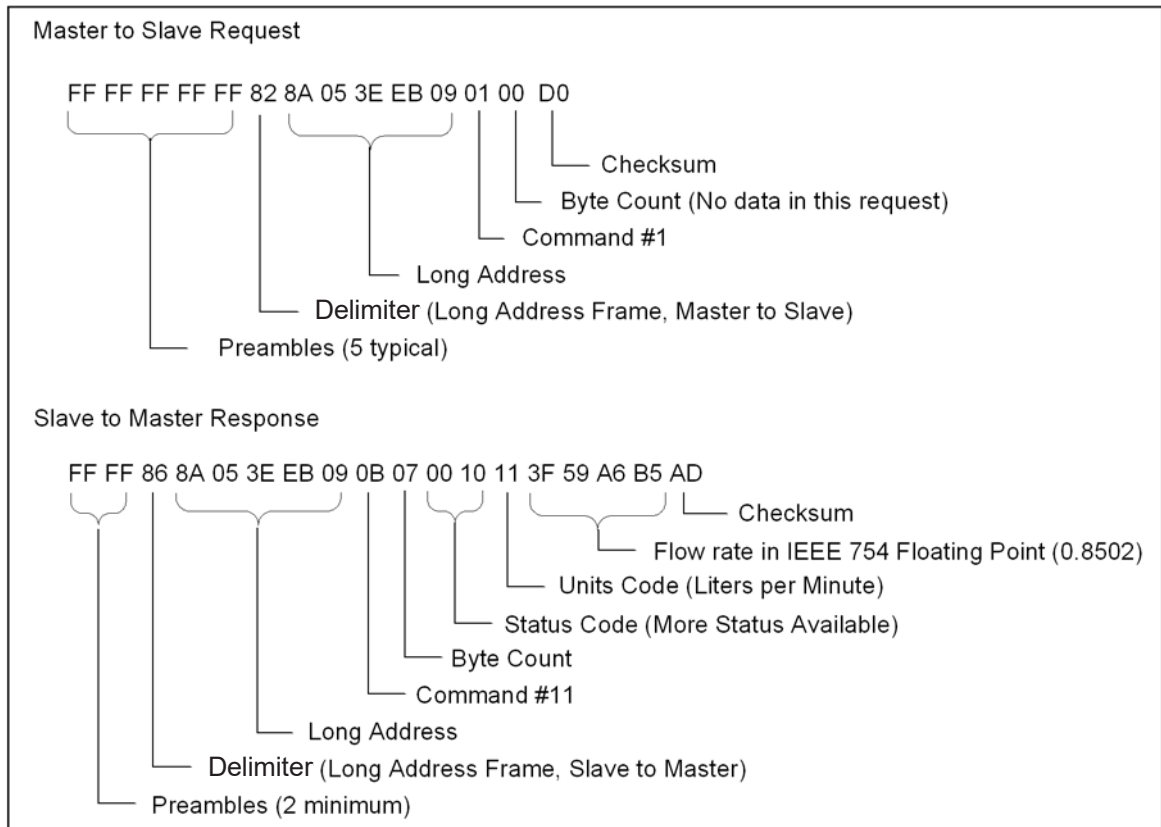 Master to Slave Request
FF FF FF FF FF 82 8A 05 3E EB 09 01 00 D0
Checksum
Byte Count (No data in this request)
Command #1
Long Address
Delimiter (Long Address Frame, Master to Slave)
Preambles (5 typical)
Slave to Master Response
FF FF 86 8A 05 3E EB 09 0B 07 00 10 11 3F 59 A6 B5 AD
Checksum
Flow rate in IEEE 754 Floating Point (0.8502)
Units Code (Liters per Minute)
Status Code (More Status Available)
Byte Count
Command #11
Long Address
Delimiter (Long Address Frame, Slave to Master)
Preambles (2 minimum)